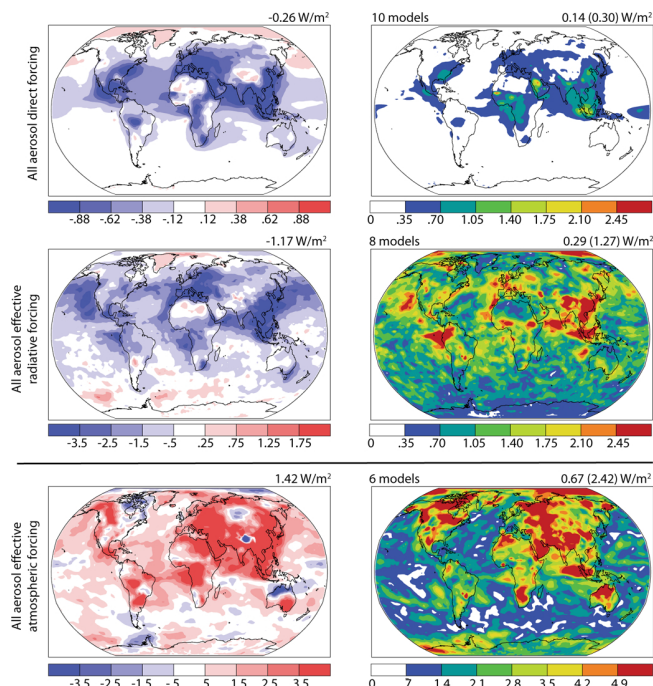 -0.26 W/m²
10 models 0.14 (0.30) W/m²
All aerosol direct forcing
-.88 -.62 -.38 -.12 .12 .38 .62 .88
0 .35 .70 1.05 1.40 1.75 2.10 2.45
-1.17 W/m²
8 models 0.29 (1.27) W/m²
All aerosol effective
radiative forcing
-3.5 -2.5 -1.5 -.5 .25 .75 1.25 1.75
0 .35 .70 1.05 1.40 1.75 2.10 2.45
1.42 W/m²
6 models 0.67 (2.42) W/m²
All aerosol effective
atmospheric forcing
-3.5 -2.5 -1.5 -.5 .5 1.5 2.5 3.5
0 .7 1.4 2.1 2.8 3.5 4.2 4.9